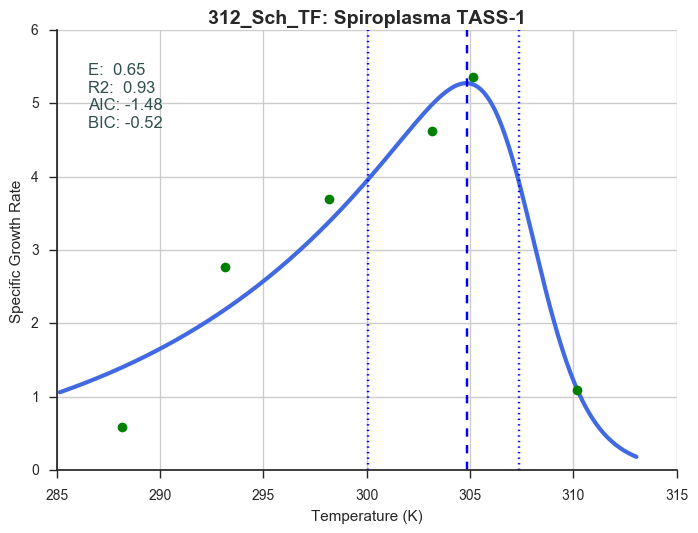 312_Sch_TF: Spiroplasma TASS-1
E:  0.65
R2:  0.93
AIC: -1.48
BIC: -0.52
Specific Growth Rate
6
5
4
3
2
1
0
285 290 295 300 305 310 315
Temperature (K)